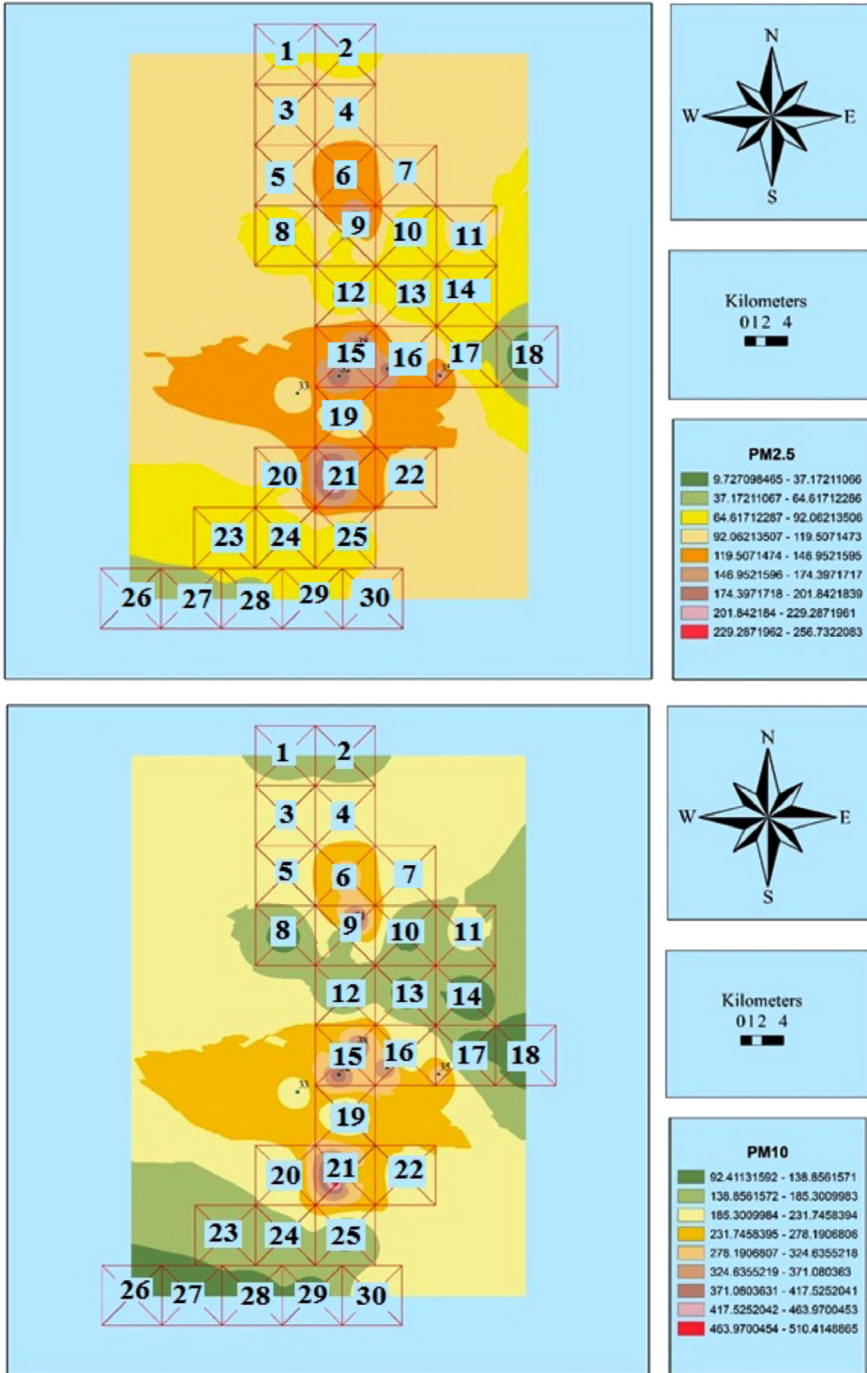 1 2
3 4
5 6 7
8 9 10 11
12 13 14
15 16 17 18
33
35
19
20 21 22
23 24 25
26 27 28 29 30
N
W E
S
Kilometers
012 4
PM2.5
9.727098465 - 37.17211066
37.17211067 - 64.61712286
64.61712287 - 92.06213506
92.06213507 - 119.5071473
119.5071474 - 146.9521595
146.9521596 - 174.3971717
174.3971718 - 201.8421839
201.842184 - 229.2871961
229.2871962 - 256.7322083
1 2
3 4
5 6 7
8 9 10 11
12 13 14
15 16 17 18
33
35
19
20 21 22
23 24 25
26 27 28 29 30
N
W E
S
Kilometers
012 4
PM10
92.41131592 - 138.8561571
138.8561572 - 185.3009983
185.3009984 - 231.7458394
231.7458395 - 278.1906806
278.1906807 - 324.6355218
324.6355219 - 371.080363
371.0803631 - 417.5252041
417.5252042 - 463.9700453
463.9700454 - 510.4148865